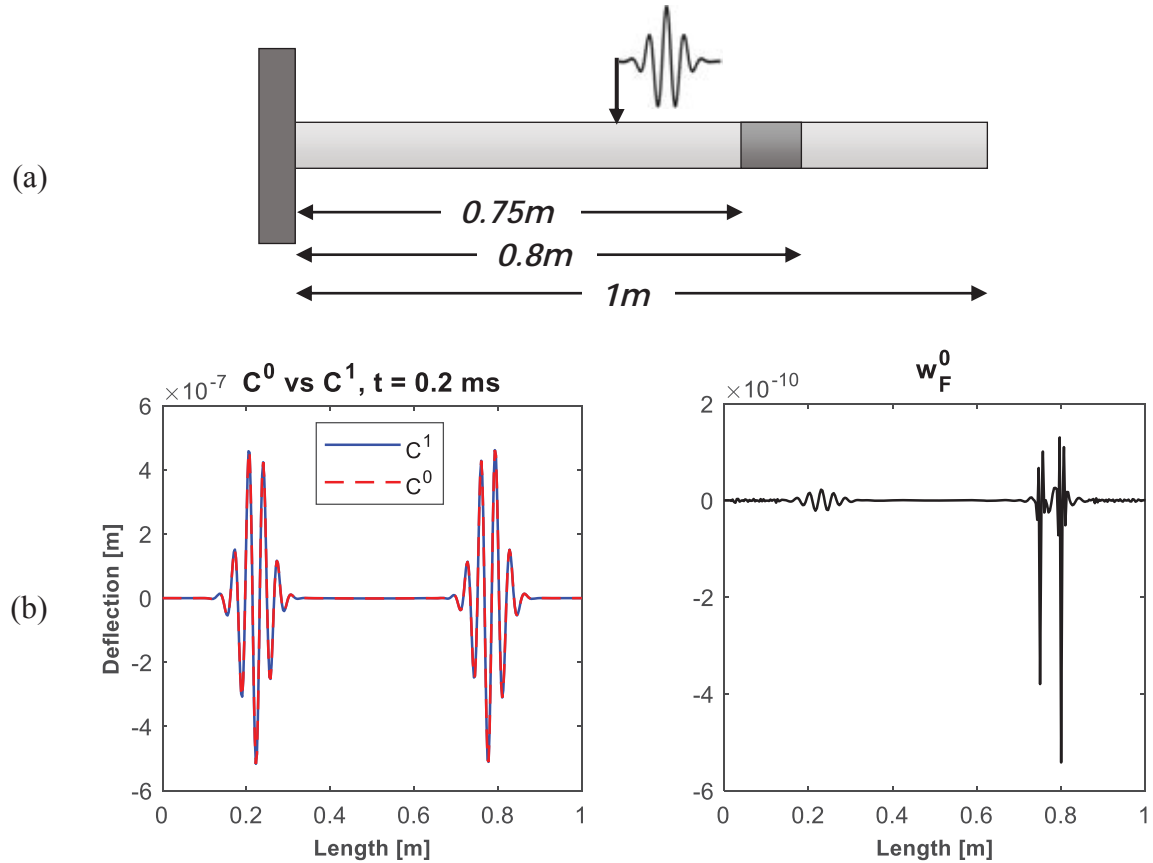 (a)
0.75m
0.8m
1m
(b)
×10⁻⁷ C⁰ vs C¹, t = 0.2 ms
6
4
2
0
-2
-4
-6
Deflection [m]
C¹
C⁰
0 0.2 0.4 0.6 0.8 1
Length [m]
×10⁻¹⁰ w_F^0
2
0
-2
-4
-6
0 0.2 0.4 0.6 0.8 1
Length [m]